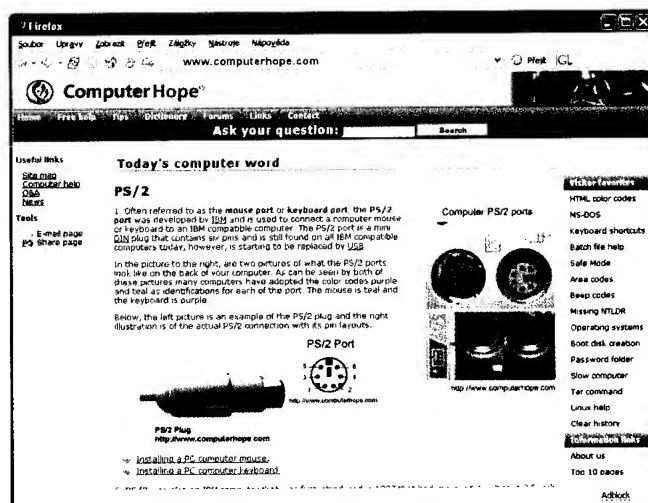 Firefox
Soubor Upravy Zobrazit Přejít Záložky Nástroje Nápověda
www.computerhope.com
Přejít
ComputerHope
Home Free help Tips Dictionary Forums Links Contact
Ask your question: Search
Useful links
Site map
Computer help
Q&A
News
Tools
E-mail page
Share page
Today's computer word
PS/2
1. Often referred to as the mouse port or keyboard port, the PS/2
port was developed by IBM and is used to connect a computer mouse
or keyboard to an IBM compatible computer. The PS/2 port is a mini
DIN plug that contains six pins and is still found on all IBM compatible
computers today, however, is starting to be replaced by USB
In the picture to the right, are two pictures of what the PS/2 ports
look like on the back of your computer. As can be seen by both of
these pictures many computers have adopted the color codes purple
and teal as identifications for each of the port. The mouse is teal and
the keyboard is purple.
Below, the left picture is an example of the PS/2 plug and the right
illustration is of the actual PS/2 connection with its pin layouts.
PS/2 Port
http://www.computerhope.com
PS/2 Plug
http://www.computerhope.com
Installing a PC computer mouse.
Installing a PC computer keyboard
Computer PS/2 ports
http://www.computerhope.com
Visitor favorites
HTML color codes
MS-DOS
Keyboard shortcuts
Batch file help
Safe Mode
Area codes
Beep codes
Missing NTLDR
Operating systems
Boot disk creation
Password folder
Slow computer
Tar command
Linux help
Clear history
Information links
About us
Top 10 pages
Adblock